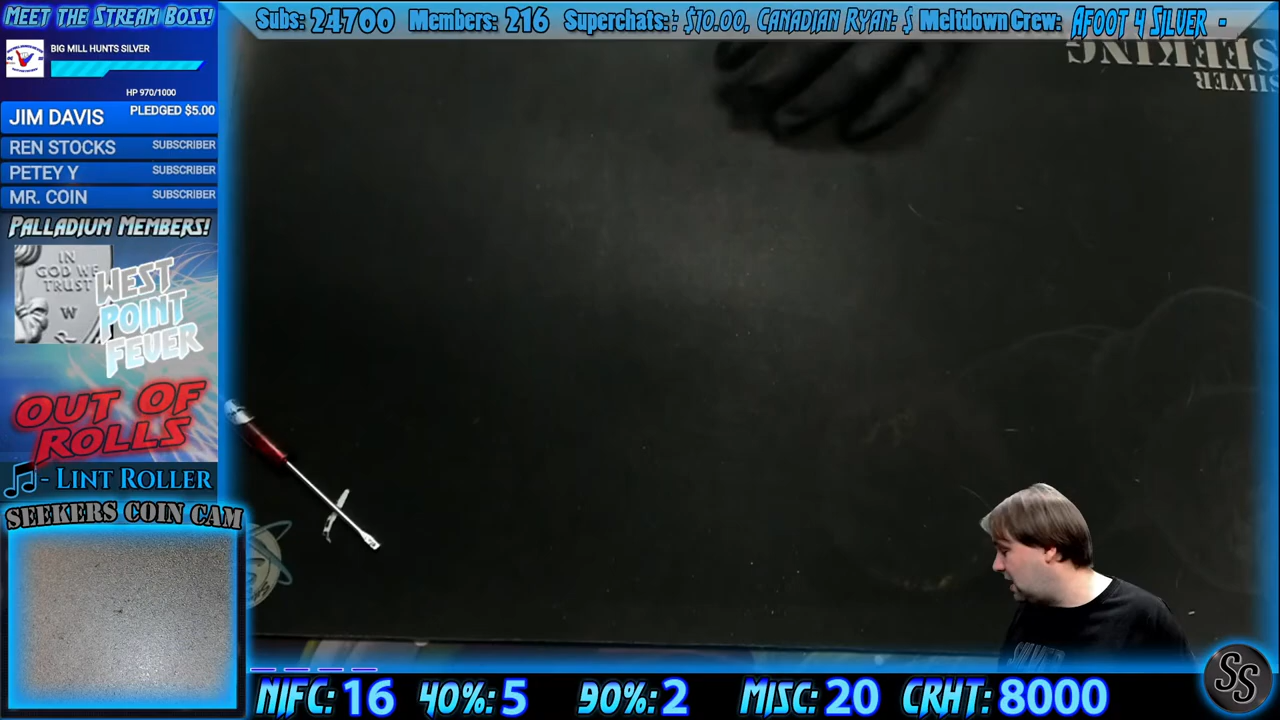 MEET THE STREAM BOSS!
BIG MILL HUNTS SILVER
HP 970/1000
JIM DAVIS PLEDGED $5.00
REN STOCKS SUBSCRIBER
PETEY Y SUBSCRIBER
MR. COIN SUBSCRIBER
PALLADIUM MEMBERS!
IN
GOD WE
TRUST
W
WEST
POINT
FEVER
OUT OF
ROLLS
- LINT ROLLER
SEEKERS COIN CAM
Subs: 24700 Members: 216 Superchats: : $10.00, CANADIAN RYAN: $ Meltdown Crew: AFOOT 4 SILVER -
SEEKING
SILVER
NIFC: 16 40%: 5 90%: 2 MISC: 20 CRHT: 8000
SS